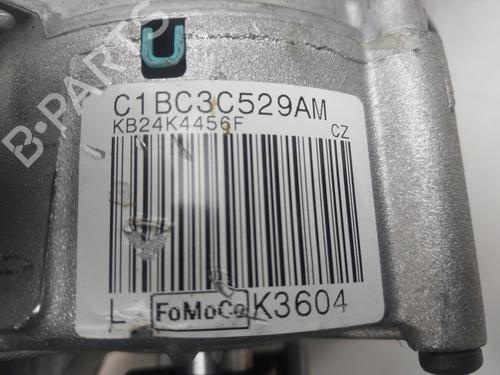 C1BC3C529AM
KB24K4456F
CZ
L FoMoCo K3604
B-PARTS